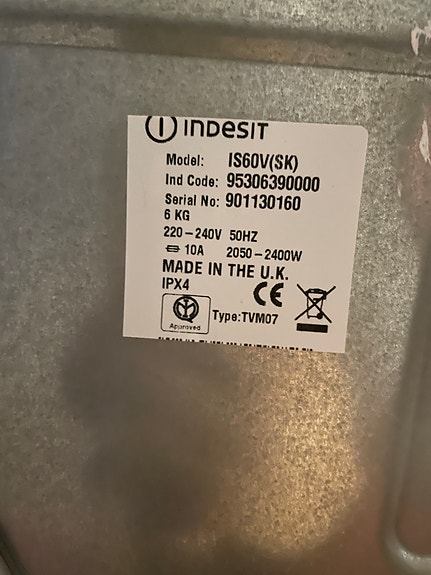 indesit
Model: IS60V(SK)
Ind Code: 95306390000
Serial No: 901130160
6 KG
220-240V 50HZ
10A 2050-2400W
MADE IN THE U.K.
IPX4
CE
Approved
Type:TVM07